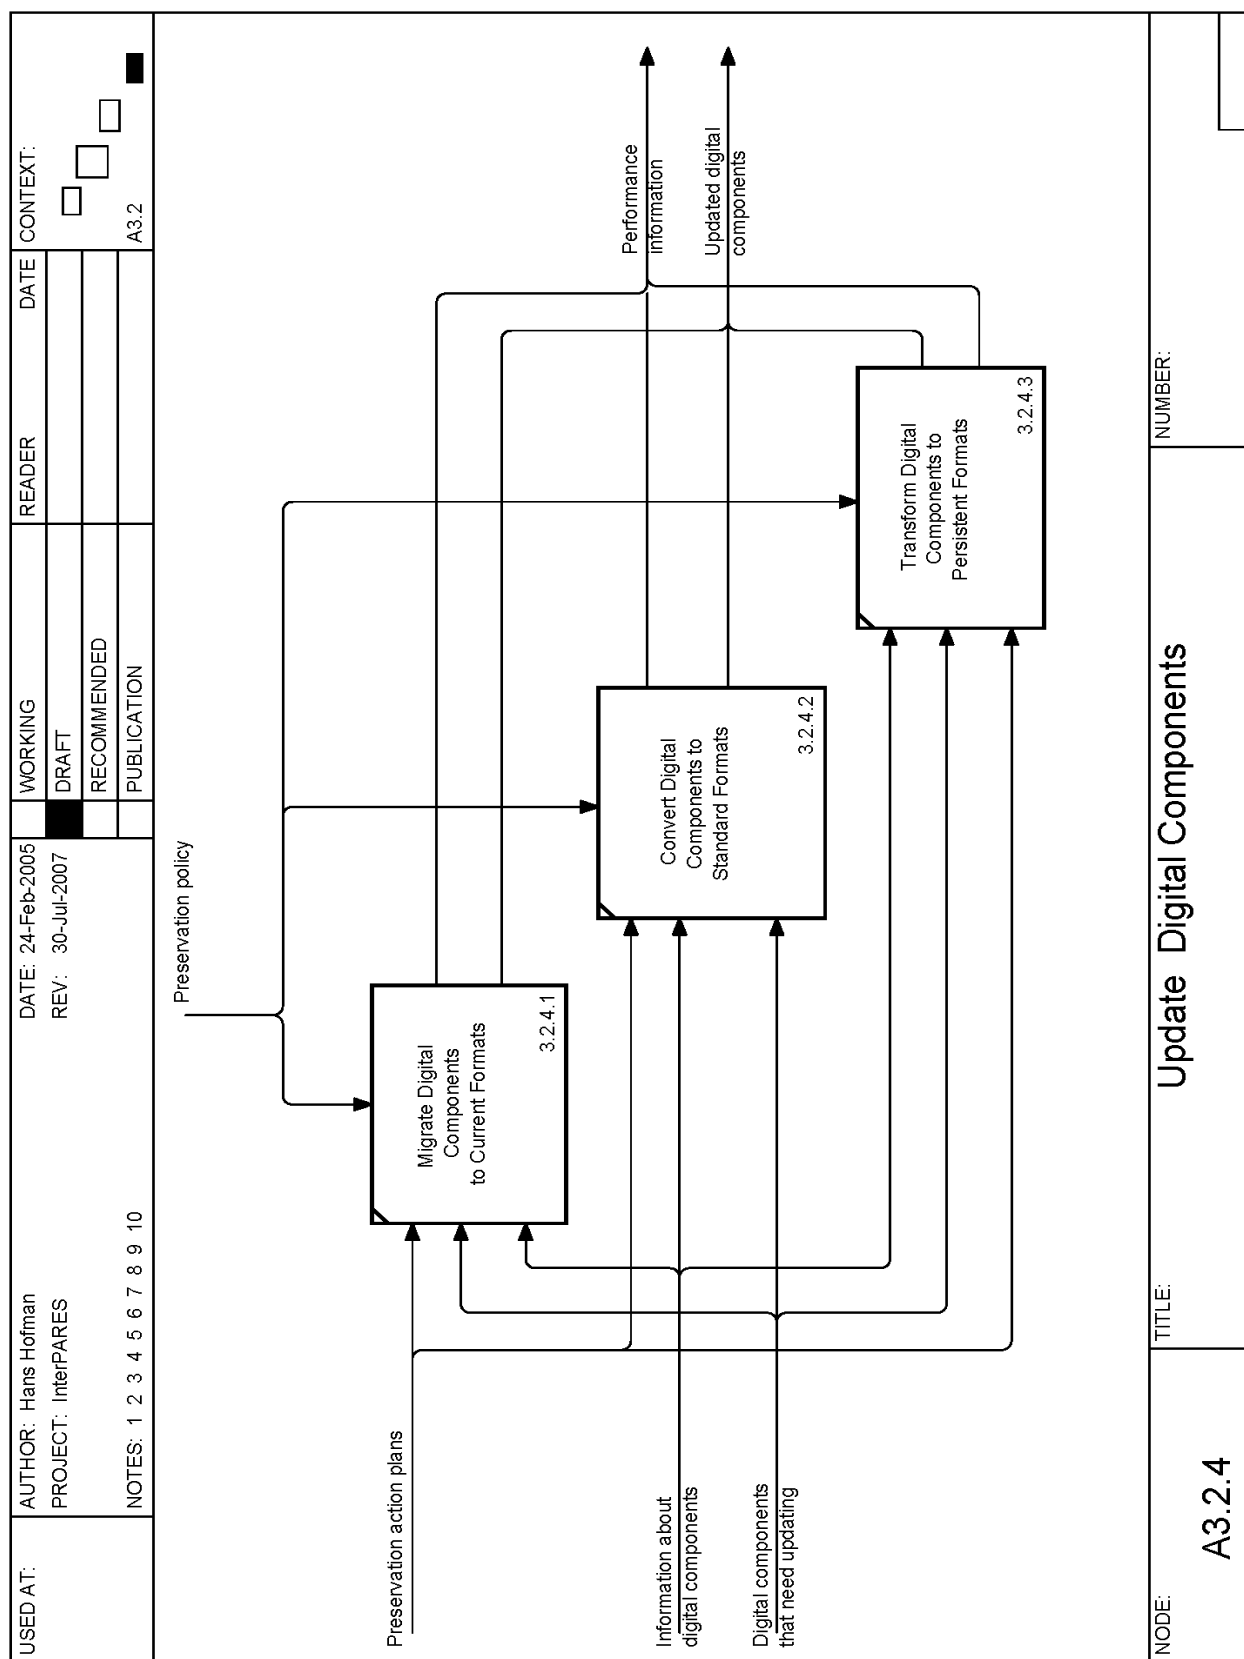 USED AT:
AUTHOR: Hans Hofman
PROJECT: InterPARES
NOTES: 1 2 3 4 5 6 7 8 9 10
DATE: 24-Feb-2005
REV: 30-Jul-2007
WORKING
DRAFT
RECOMMENDED
PUBLICATION
READER
DATE
CONTEXT:
A3.2
Preservation policy
Preservation action plans
Migrate Digital
Components
to Current Formats
3.2.4.1
Information about
digital components
Digital components
that need updating
Convert Digital
Components to
Standard Formats
3.2.4.2
Performance
information
Updated digital
components
Transform Digital
Components to
Persistent Formats
3.2.4.3
NODE:
A3.2.4
TITLE:
Update Digital Components
NUMBER: